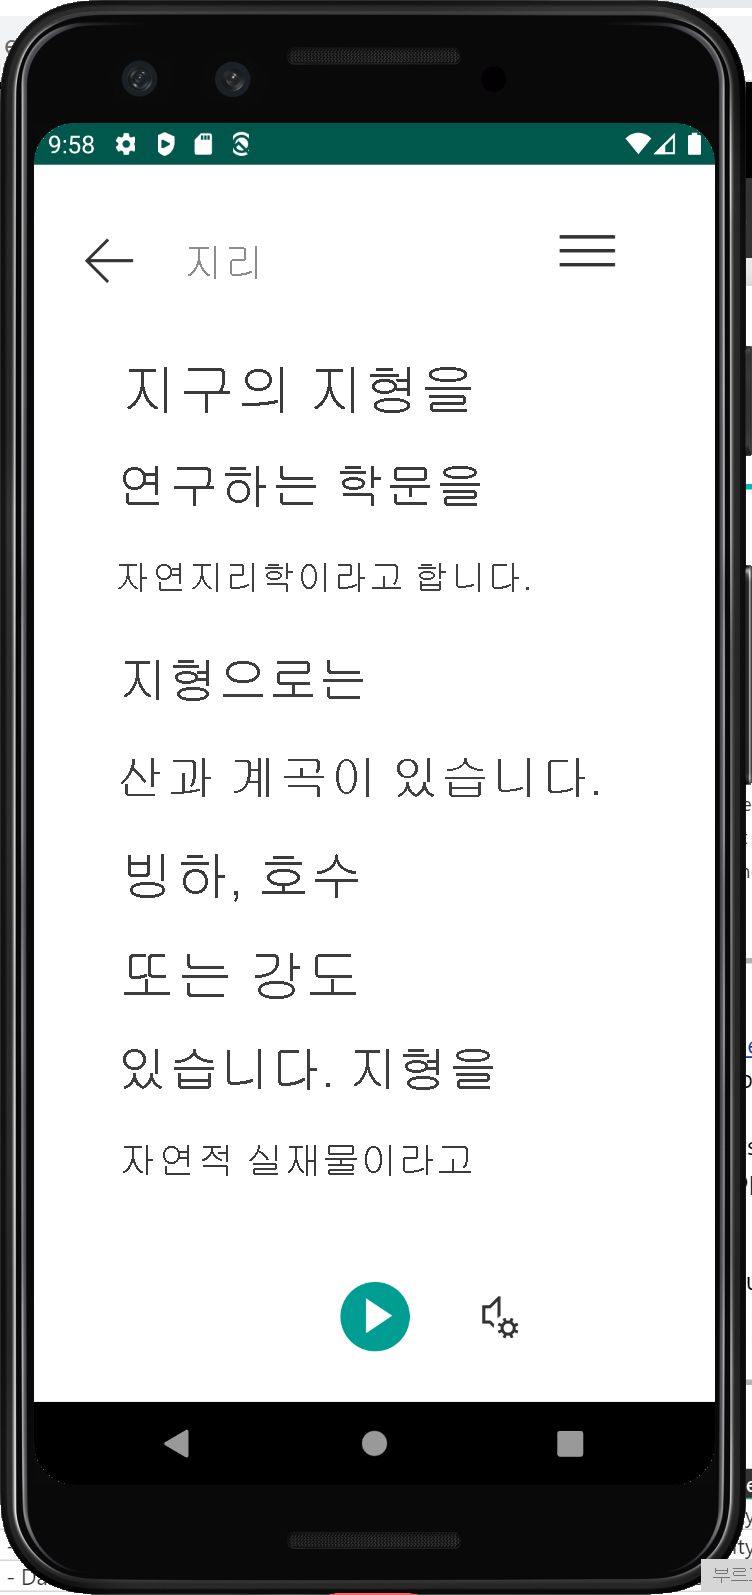 9:58
지리
지구의 지형을
연구하는 학문을
자연지리학이라고 합니다.
지형으로는
산과 계곡이 있습니다.
빙하, 호수
또는 강도
있습니다. 지형을
자연적 실재물이라고